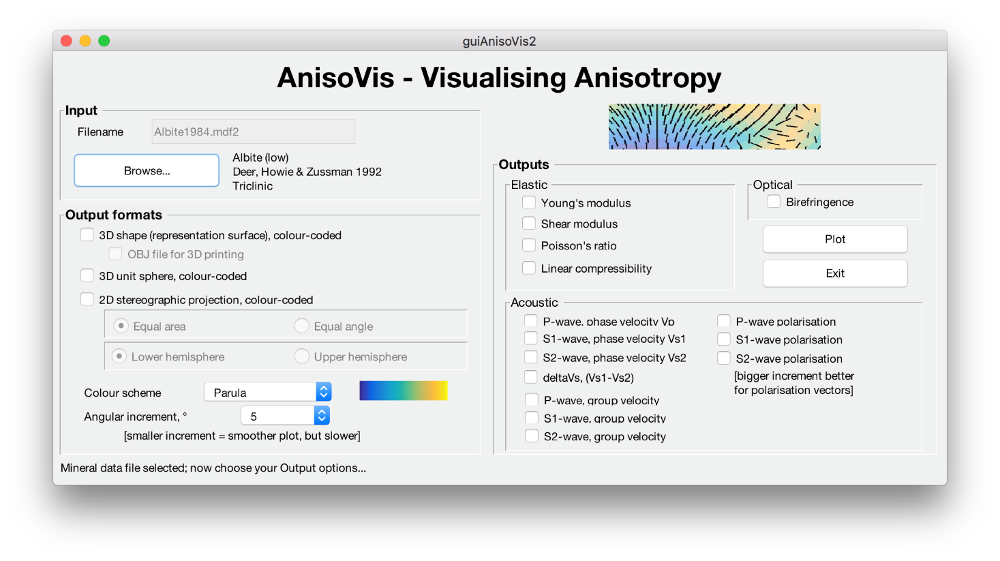 guiAnisoVis2
AnisoVis - Visualising Anisotropy
Input
Filename
Albite1984.mdf2
Browse...
Albite (low)
Deer, Howie & Zussman 1992
Triclinic
Output formats
3D shape (representation surface), colour-coded
OBJ file for 3D printing
3D unit sphere, colour-coded
2D stereographic projection, colour-coded
Equal area
Equal angle
Lower hemisphere
Upper hemisphere
Colour scheme
Parula
Angular increment, °
5
[smaller increment = smoother plot, but slower]
Mineral data file selected; now choose your Output options...
Outputs
Elastic
Young's modulus
Shear modulus
Poisson's ratio
Linear compressibility
Optical
Birefringence
Plot
Exit
Acoustic
P-wave, phase velocity Vp
S1-wave, phase velocity Vs1
S2-wave, phase velocity Vs2
deltaVs, (Vs1-Vs2)
P-wave, group velocity
S1-wave, group velocity
S2-wave, group velocity
P-wave polarisation
S1-wave polarisation
S2-wave polarisation
[bigger increment better
for polarisation vectors]